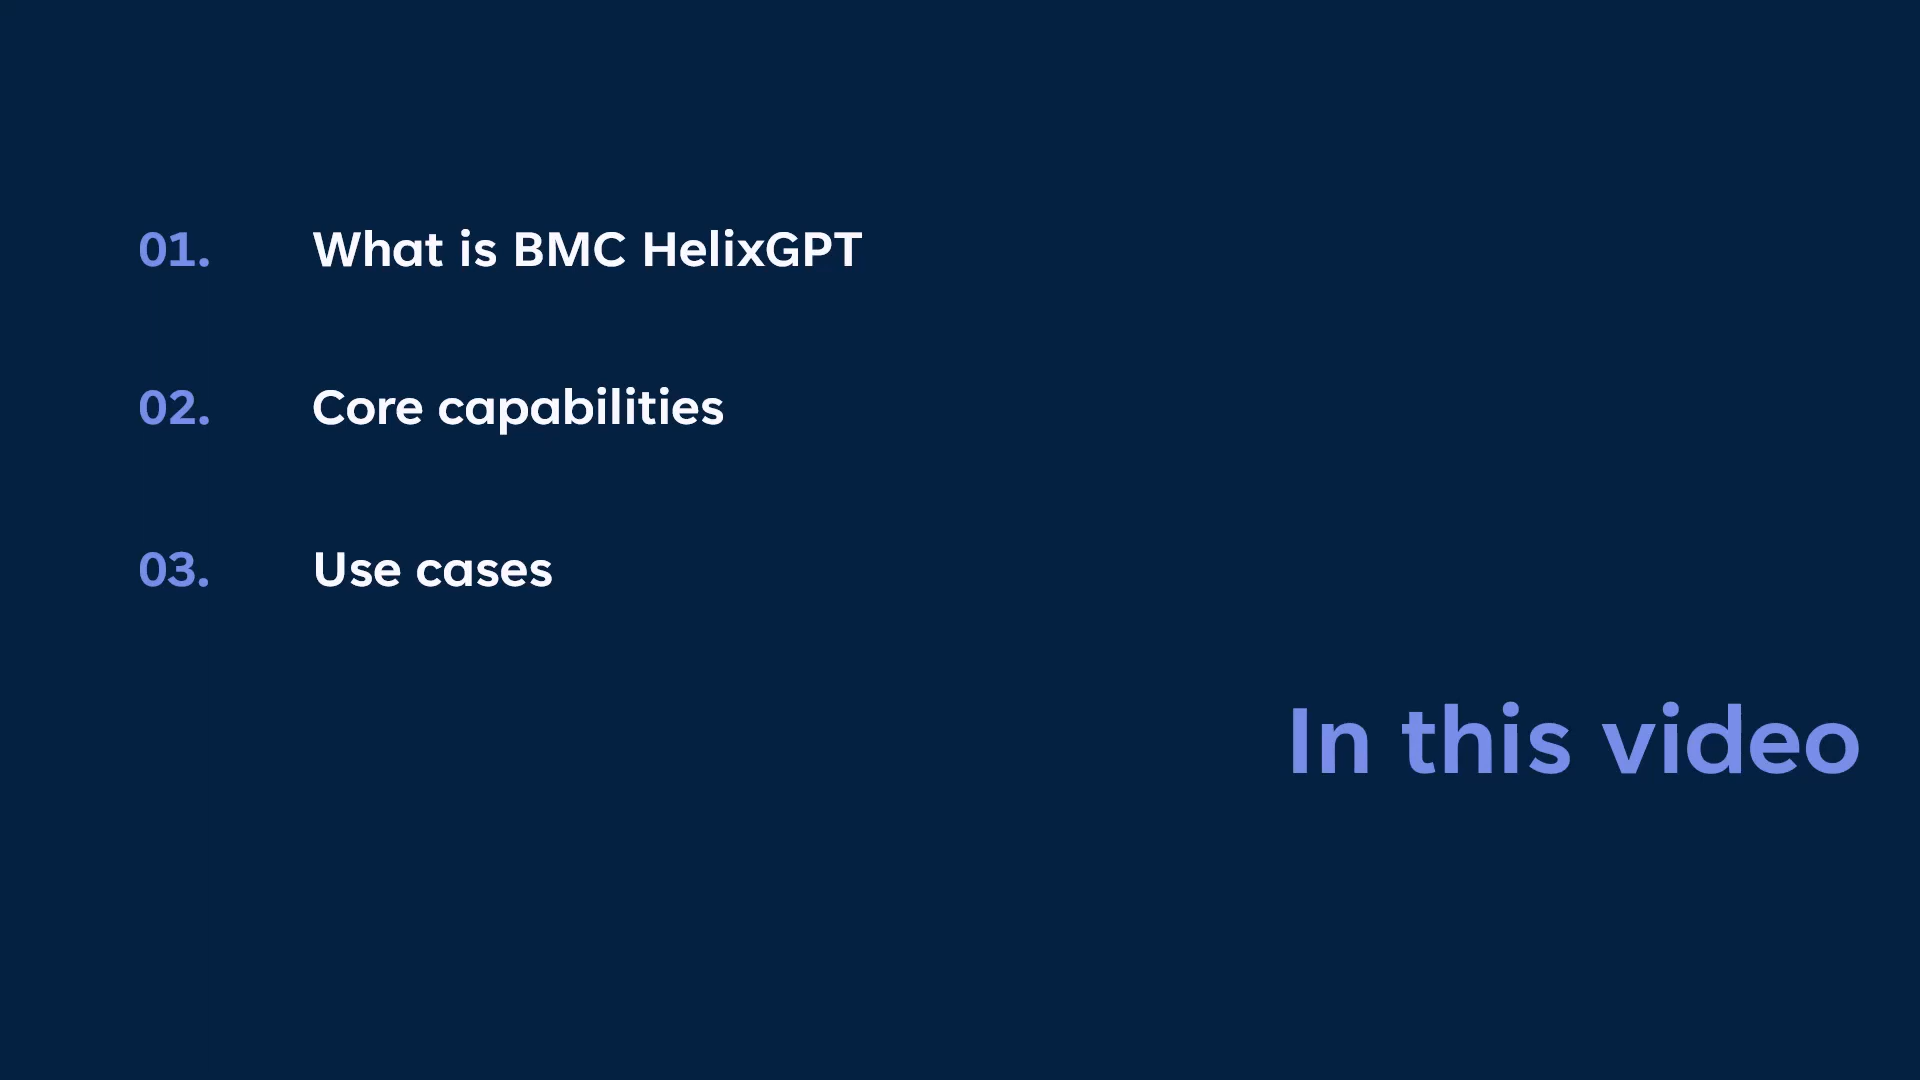 01. What is BMC HelixGPT
02. Core capabilities
03. Use cases
In this video